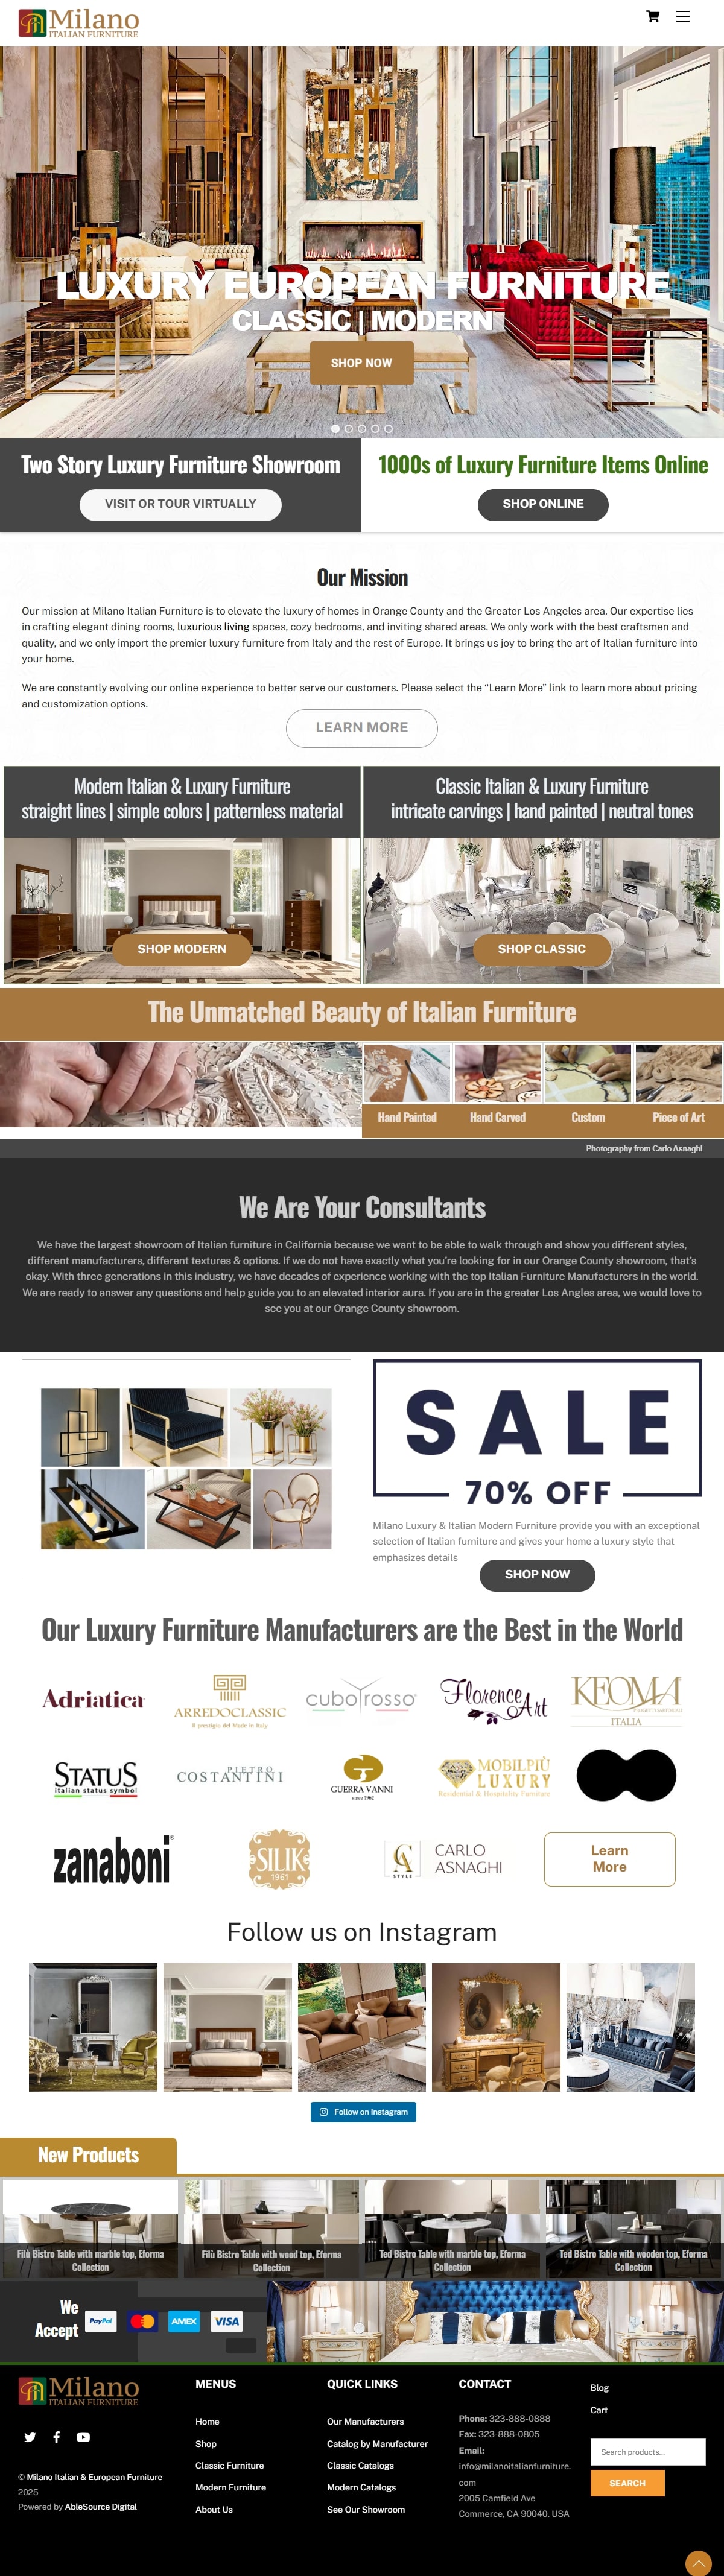 Milano
ITALIAN FURNITURE
LUXURY EUROPEAN FURNITURE
CLASSIC | MODERN
SHOP NOW
Two Story Luxury Furniture Showroom
VISIT OR TOUR VIRTUALLY
1000s of Luxury Furniture Items Online
SHOP ONLINE
Our Mission
Our mission at Milano Italian Furniture is to elevate the luxury of homes in Orange County and the Greater Los Angeles area. Our expertise lies
in crafting elegant dining rooms, luxurious living spaces, cozy bedrooms, and inviting shared areas. We only work with the best craftsmen and
quality, and we only import the premier luxury furniture from Italy and the rest of Europe. It brings us joy to bring the art of Italian furniture into
your home.
We are constantly evolving our online experience to better serve our customers. Please select the “Learn More” link to learn more about pricing
and customization options.
LEARN MORE
Modern Italian & Luxury Furniture
straight lines | simple colors | patternless material
SHOP MODERN
Classic Italian & Luxury Furniture
intricate carvings | hand painted | neutral tones
SHOP CLASSIC
The Unmatched Beauty of Italian Furniture
Hand Painted
Hand Carved
Custom
Piece of Art
Photography from Carlo Asnaghi
We Are Your Consultants
We have the largest showroom of Italian furniture in California because we want to be able to walk through and show you different styles,
different manufacturers, different textures & options. If we do not have exactly what you're looking for in our Orange County showroom, that's
okay. With three generations in this industry, we have decades of experience working with the top Italian Furniture Manufacturers in the world.
We are ready to answer any questions and help guide you to an elevated interior aura. If you are in the greater Los Angles area, we would love to
see you at our Orange County showroom.
SALE
70% OFF
Milano Luxury & Italian Modern Furniture provide you with an exceptional
selection of Italian furniture and gives your home a luxury style that
emphasizes details
SHOP NOW
Our Luxury Furniture Manufacturers are the Best in the World
Adriatica
ARREDOCLASSIC
Il prestigio del Made in Italy
cuborosso
Florence Art
KEOMA
PROGETTI SARTORIALI
ITALIA
STATUS
italian status symbol
PIETRO
COSTANTINI
GUERRA VANNI
since 1962
MOBILPIÙ
LUXURY
Residential & Hospitality Furniture
zanaboni®
SILIK
1961
CA
STYLE
CARLO
ASNAGHI
Learn
More
Follow us on Instagram
Follow on Instagram
New Products
Filù Bistro Table with marble top, Eforma
Collection
Filù Bistro Table with wood top, Eforma
Collection
Ted Bistro Table with marble top, Eforma
Collection
Ted Bistro Table with wooden top, Eforma
Collection
We
Accept
PayPal
AMEX
VISA
Milano
ITALIAN FURNITURE
© Milano Italian & European Furniture
2025
Powered by AbleSource Digital
MENUS
Home
Shop
Classic Furniture
Modern Furniture
About Us
QUICK LINKS
Our Manufacturers
Catalog by Manufacturer
Classic Catalogs
Modern Catalogs
See Our Showroom
CONTACT
Phone: 323-888-0888
Fax: 323-888-0805
Email:
info@milanoitalianfurniture.
com
2005 Camfield Ave
Commerce, CA 90040. USA
Blog
Cart
Search products...
SEARCH